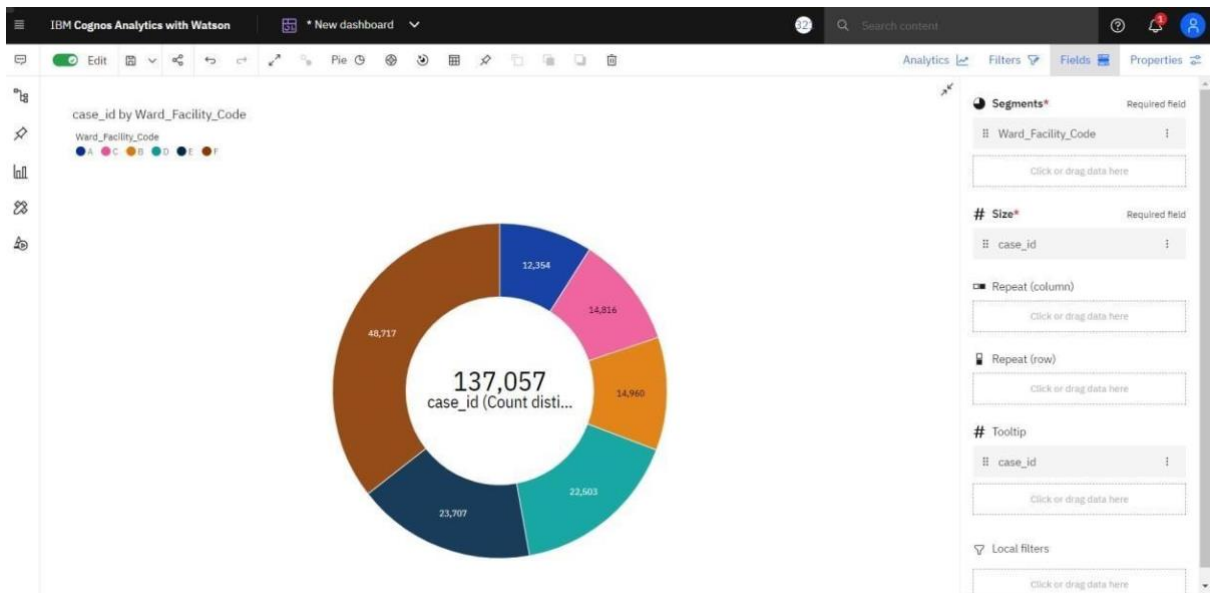 IBM Cognos Analytics with Watson
* New dashboard
Search content
1
Edit
Pie
Analytics
Filters
Fields
Properties
case_id by Ward_Facility_Code
Ward_Facility_Code
A C B D E F
12,354
14,816
48,717
137,057
case_id (Count disti...
14,960
22,503
23,707
Segments* Required field
Ward_Facility_Code
Click or drag data here
# Size* Required field
case_id
Repeat (column)
Click or drag data here
Repeat (row)
Click or drag data here
# Tooltip
case_id
Click or drag data here
Local filters
Click or drag data here